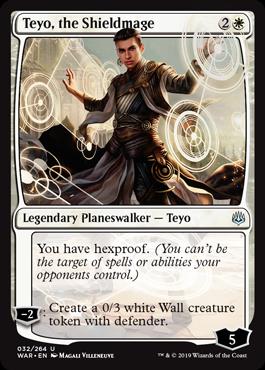 Teyo, the Shieldmage 2
Legendary Planeswalker — Teyo
You have hexproof. (You can't be
the target of spells or abilities your
opponents control.)
-2: Create a 0/3 white Wall creature
token with defender.
5
032/264 U
WAR • EN MAGALI VILLENEUVE
™ & © 2019 Wizards of the Coast